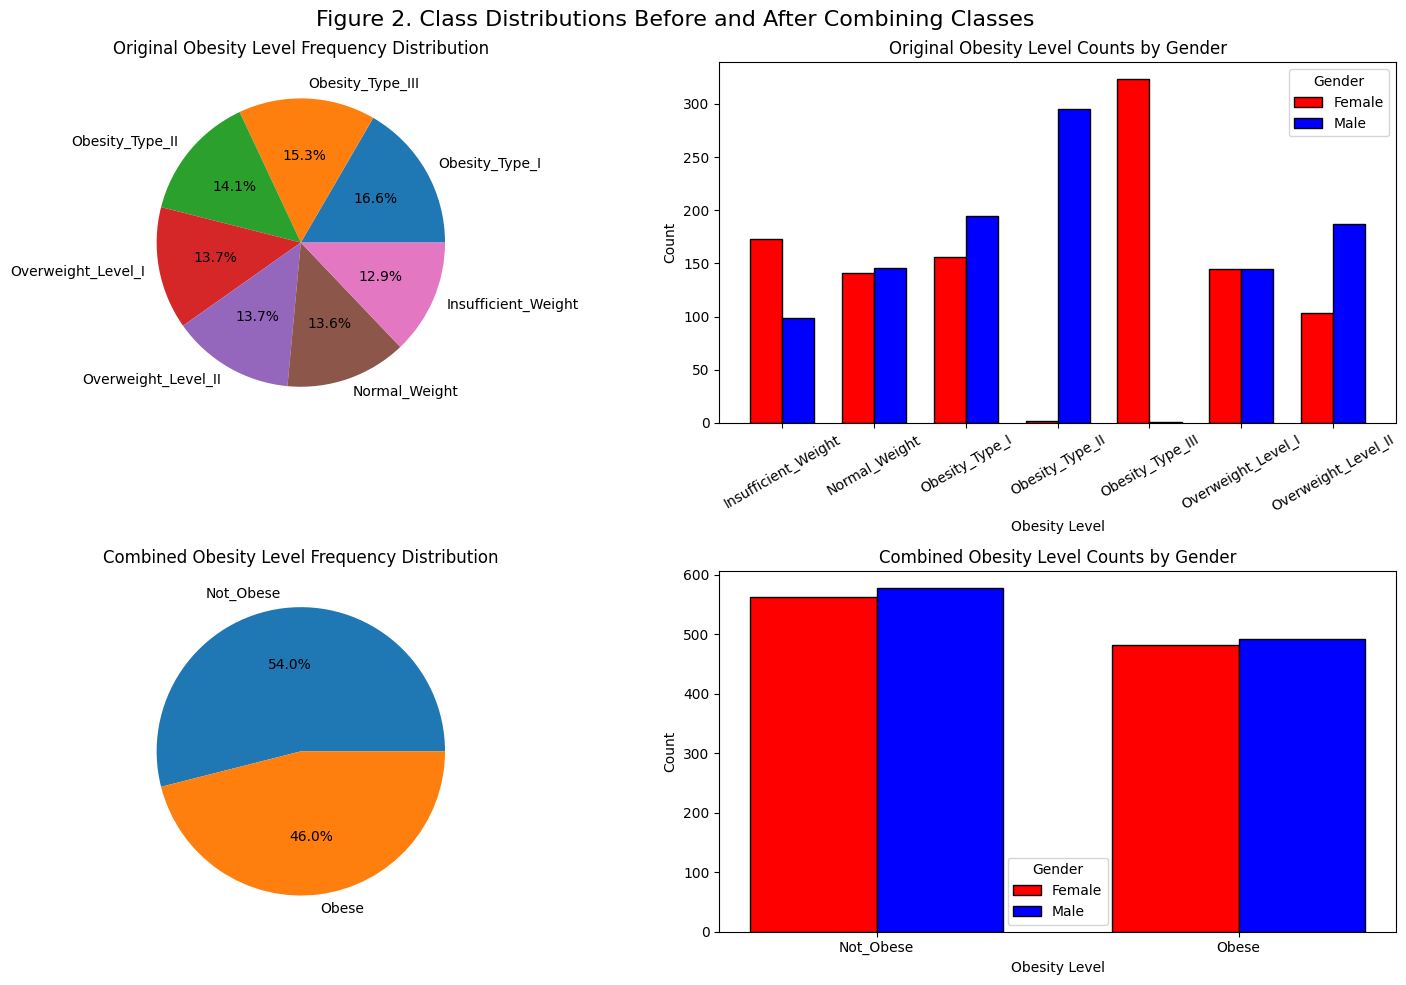 Figure 2. Class Distributions Before and After Combining Classes
Original Obesity Level Frequency Distribution
Obesity_Type_III
Obesity_Type_II
Obesity_Type_I
15.3%
14.1%
16.6%
13.7%
Overweight_Level_I
12.9%
Insufficient_Weight
13.7%
13.6%
Overweight_Level_II
Normal_Weight
Original Obesity Level Counts by Gender
Gender
Female
Male
Count
300
250
200
150
100
50
0
Insufficient_Weight
Normal_Weight
Obesity_Type_I
Obesity_Type_II
Obesity_Type_III
Overweight_Level_I
Overweight_Level_II
Obesity Level
Combined Obesity Level Frequency Distribution
Not_Obese
54.0%
46.0%
Obese
Combined Obesity Level Counts by Gender
Count
600
500
400
300
200
100
0
Gender
Female
Male
Not_Obese
Obese
Obesity Level